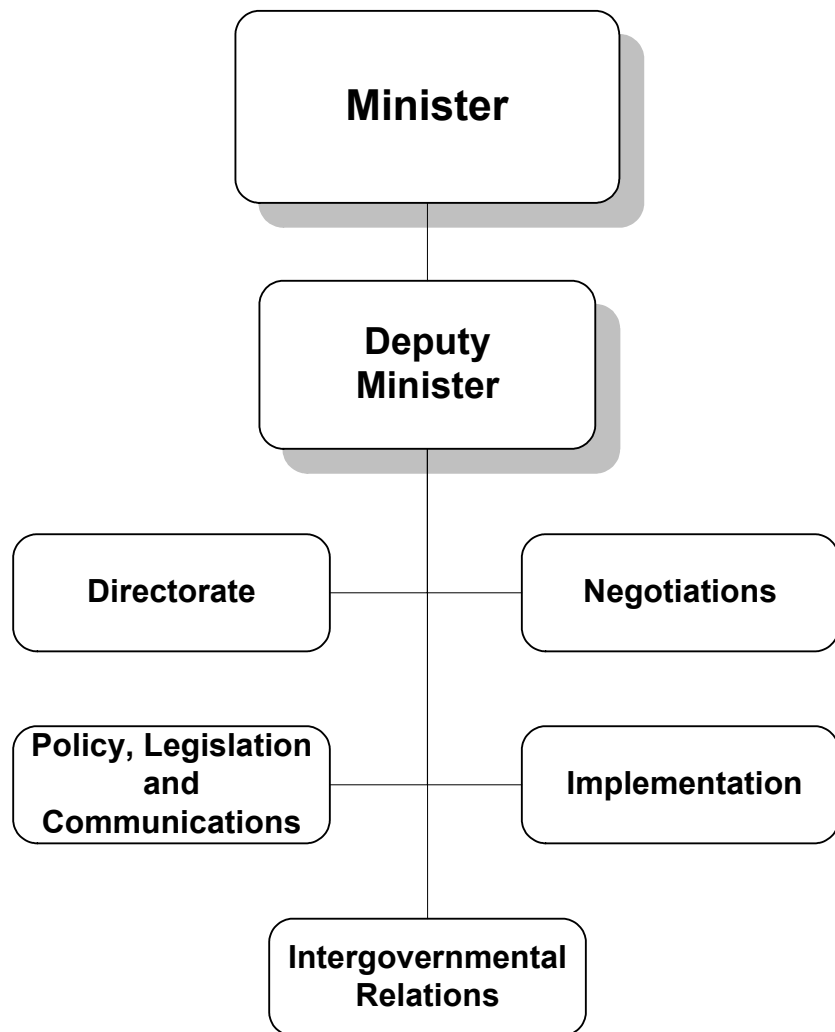 Minister
Deputy
Minister
Directorate
Negotiations
Policy, Legislation
and
Communications
Implementation
Intergovernmental
Relations